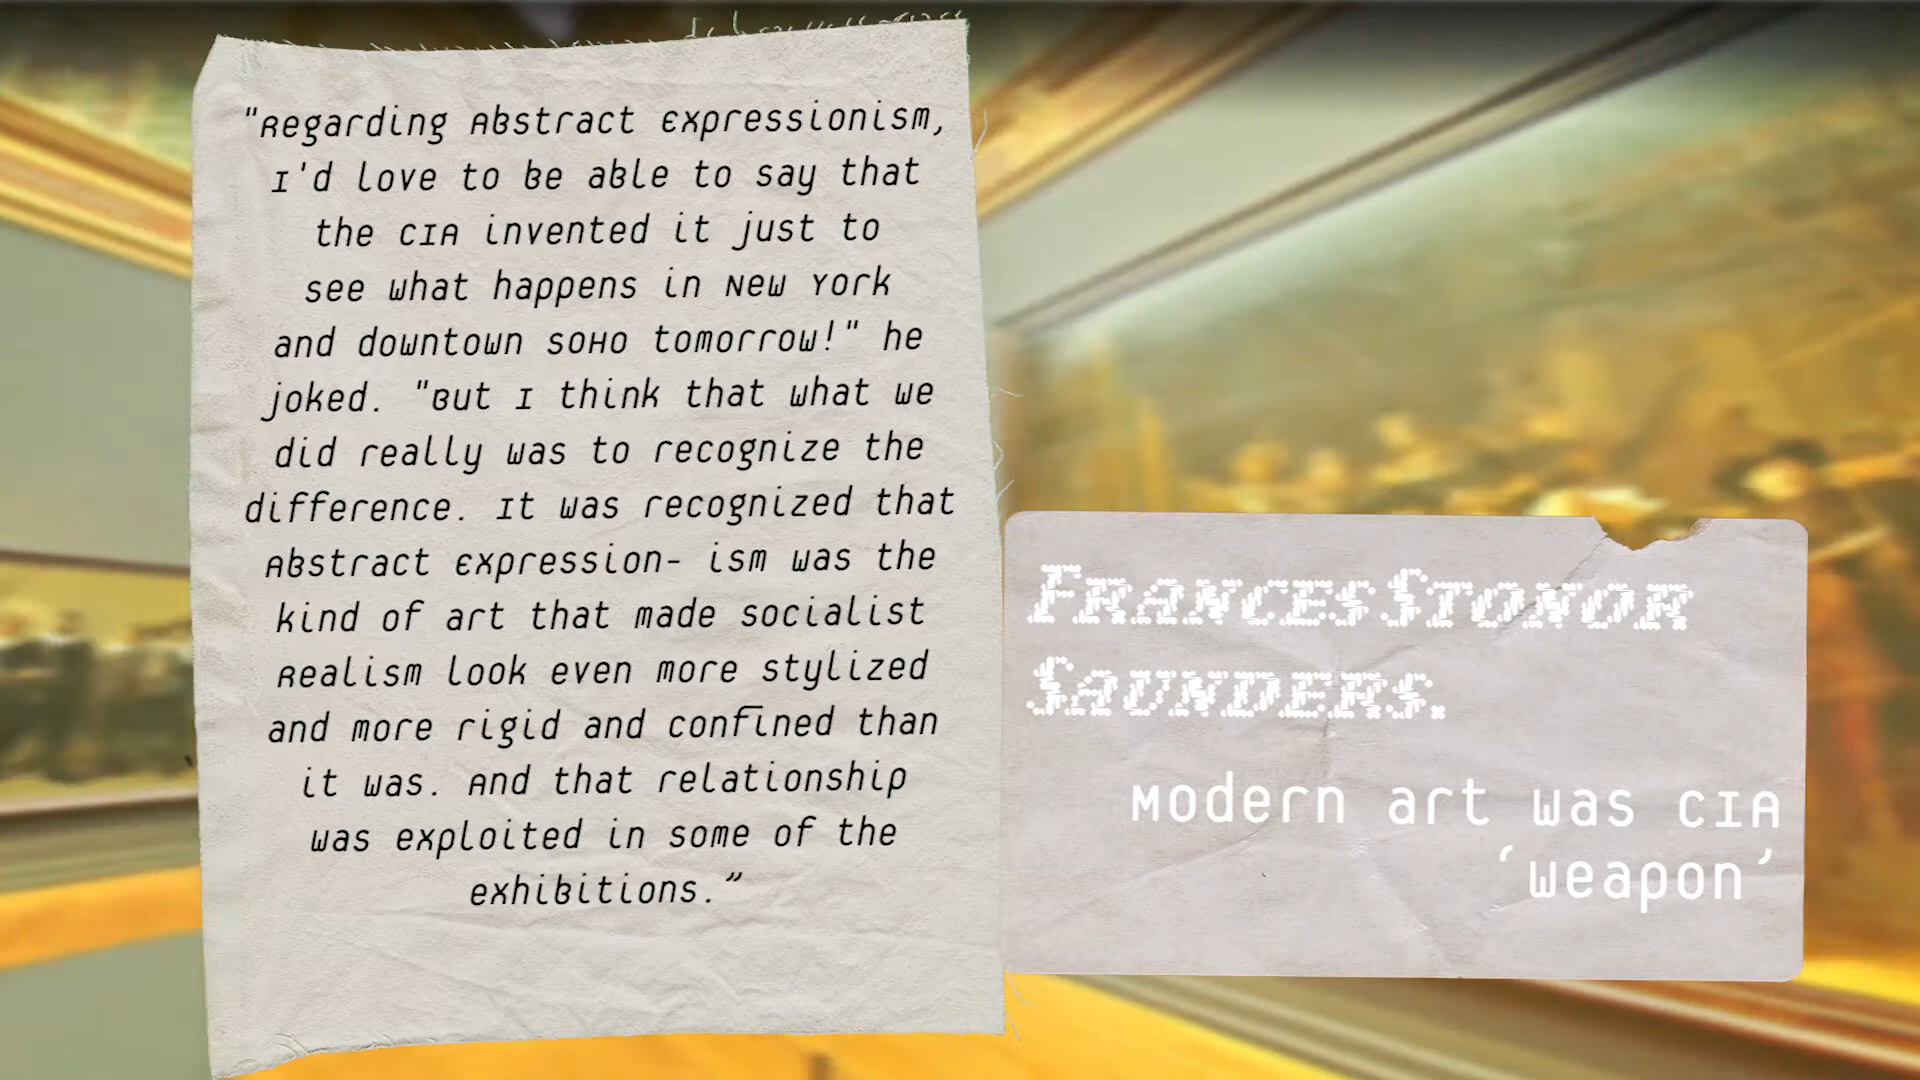 "Regarding Abstract Expressionism,
I'd love to be able to say that
the CIA invented it just to
see what happens in New York
and downtown SoHo tomorrow!" he
joked. "But I think that what we
did really was to recognize the
difference. It was recognized that
Abstract Expression- ism was the
kind of art that made socialist
Realism look even more stylized
and more rigid and confined than
it was. And that relationship
was exploited in some of the
exhibitions.”
Frances Stonor
Saunders.
Modern art was CIA
‘weapon’